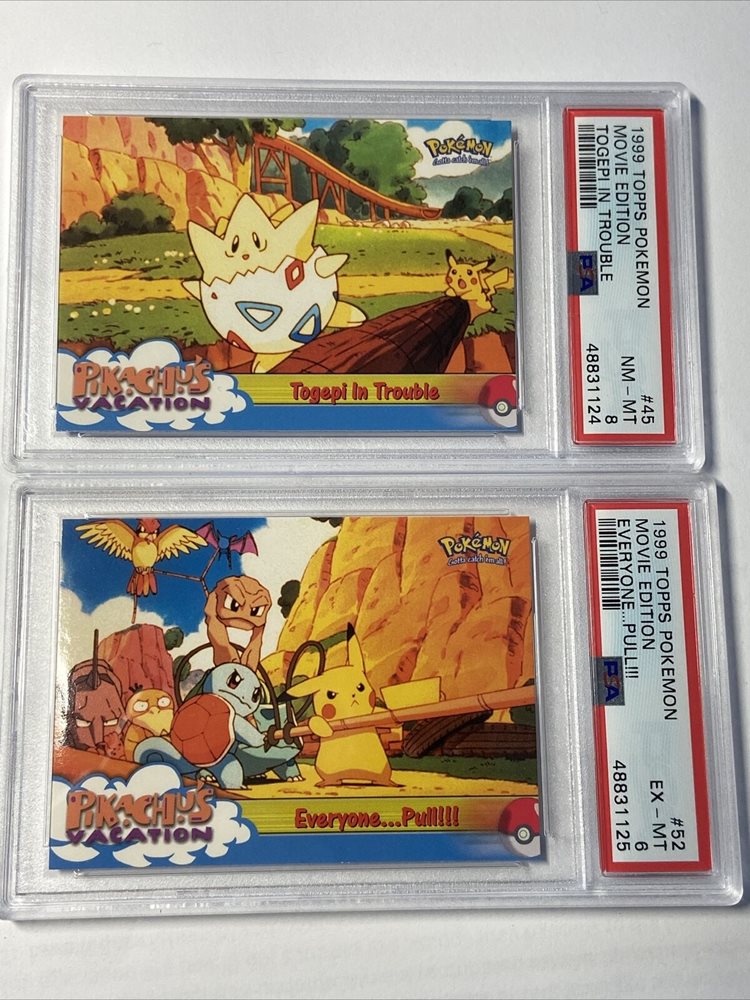 POKéMON
Gotta catch 'em all!
PIKACHU'S
VACATION
Togepi In Trouble
1999 TOPPS POKEMON #45
MOVIE EDITION NM - MT
TOGEPI IN TROUBLE 8
PSA 48831124
POKéMON
Gotta catch 'em all!
PIKACHU'S
VACATION
Everyone...Pull!!!
1999 TOPPS POKEMON #52
MOVIE EDITION EX - MT
EVERYONE...PULL!!! 6
PSA 48831125